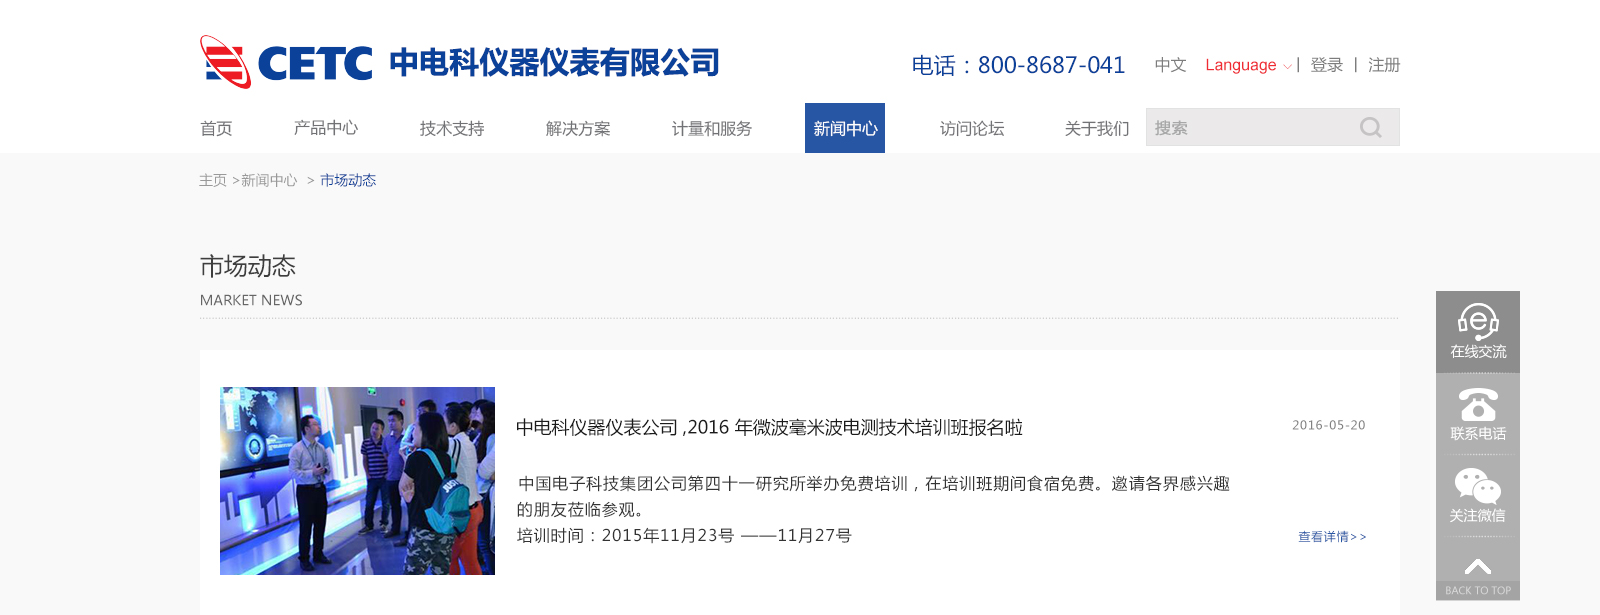 CETC 中电科仪器仪表有限公司
电话：800-8687-041 中文 Language | 登录 | 注册
首页 产品中心 技术支持 解决方案 计量和服务 新闻中心 访问论坛 关于我们 搜索
主页 >新闻中心 > 市场动态
市场动态
MARKET NEWS
中电科仪器仪表公司 ,2016 年微波毫米波电测技术培训班报名啦 2016-05-20
中国电子科技集团公司第四十一研究所举办免费培训，在培训班期间食宿免费。邀请各界感兴趣
的朋友莅临参观。
培训时间：2015年11月23号 ——11月27号
查看详情>>
在线交流
联系电话
关注微信
BACK TO TOP